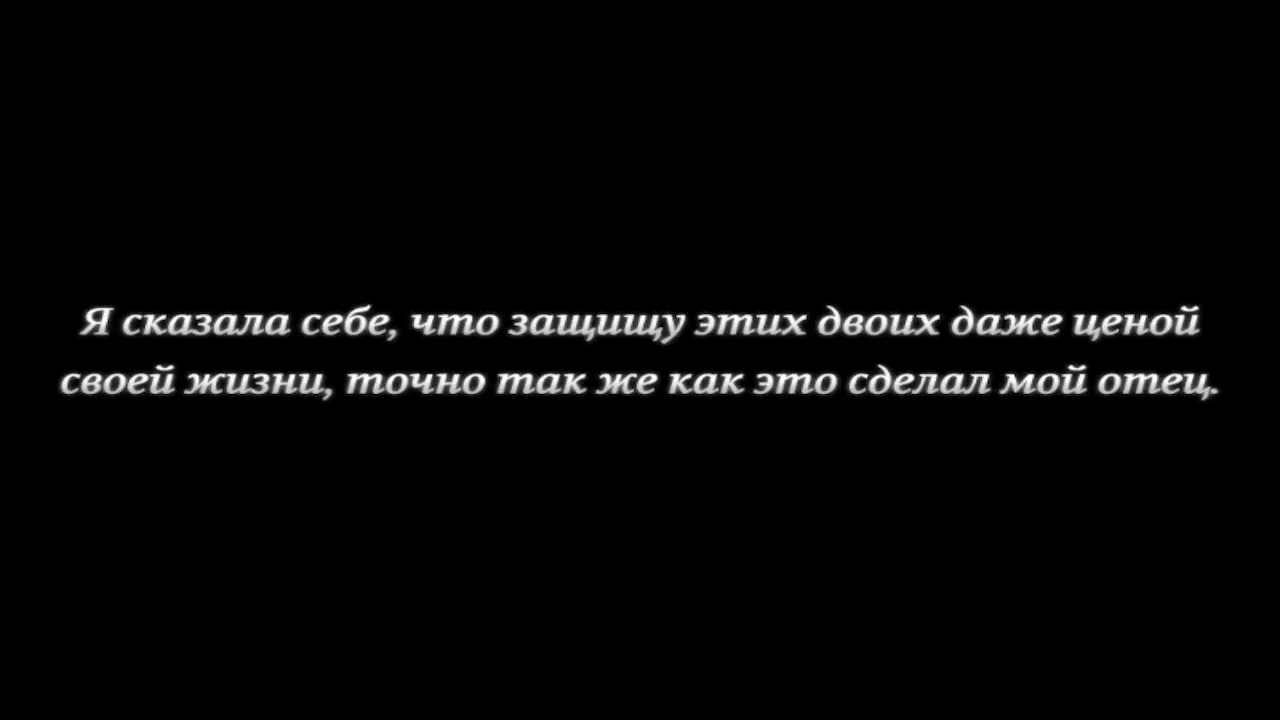 Я сказала себе, что защищу этих двоих даже ценой
своей жизни, точно так же как это сделал мой отец.